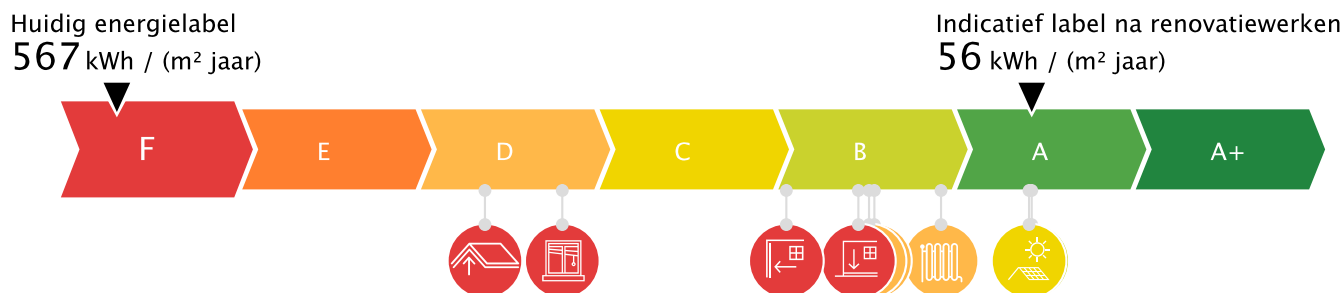 Huidig energielabel
567 kWh / (m² jaar)
Indicatief label na renovatiewerken
56 kWh / (m² jaar)
F E D C B A A+